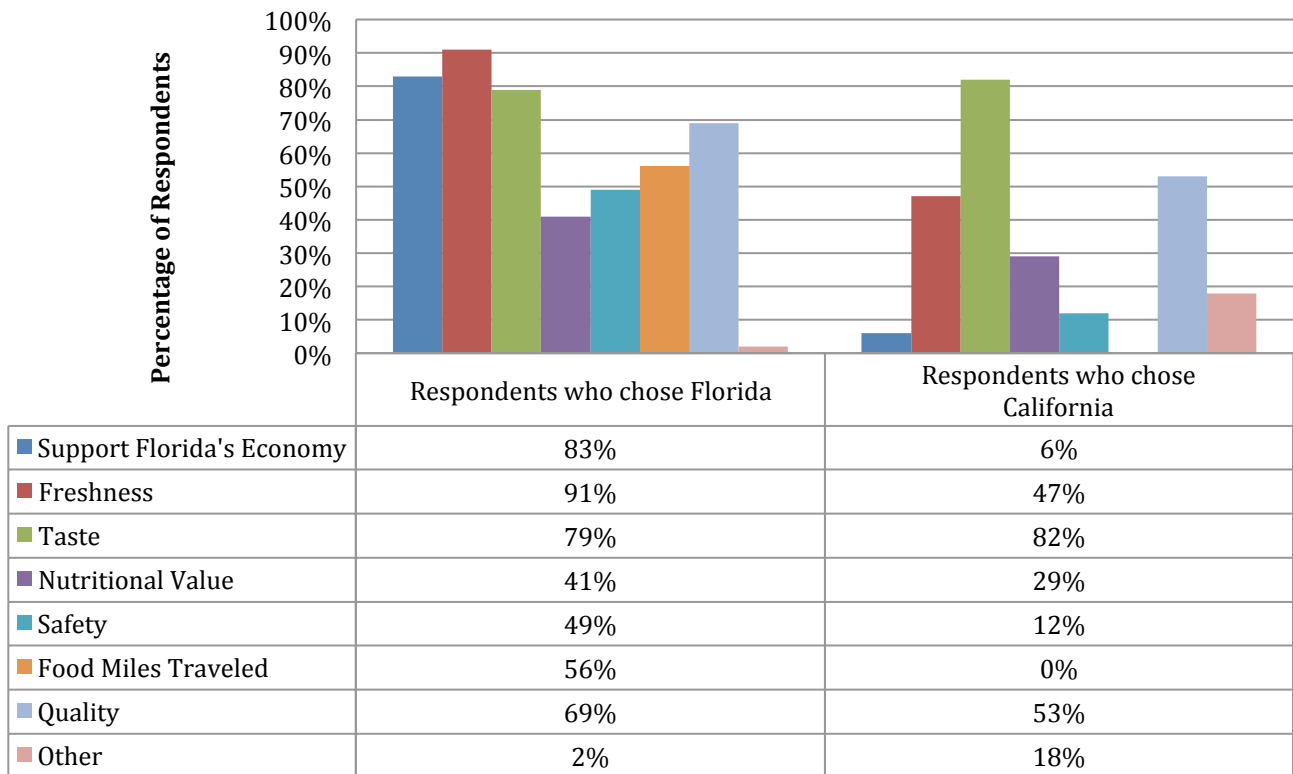 100%
90%
80%
70%
60%
50%
40%
30%
20%
10%
0%
Percentage of Respondents
Respondents who chose Florida
Respondents who chose
California
Support Florida's Economy 83% 6%
Freshness 91% 47%
Taste 79% 82%
Nutritional Value 41% 29%
Safety 49% 12%
Food Miles Traveled 56% 0%
Quality 69% 53%
Other 2% 18%